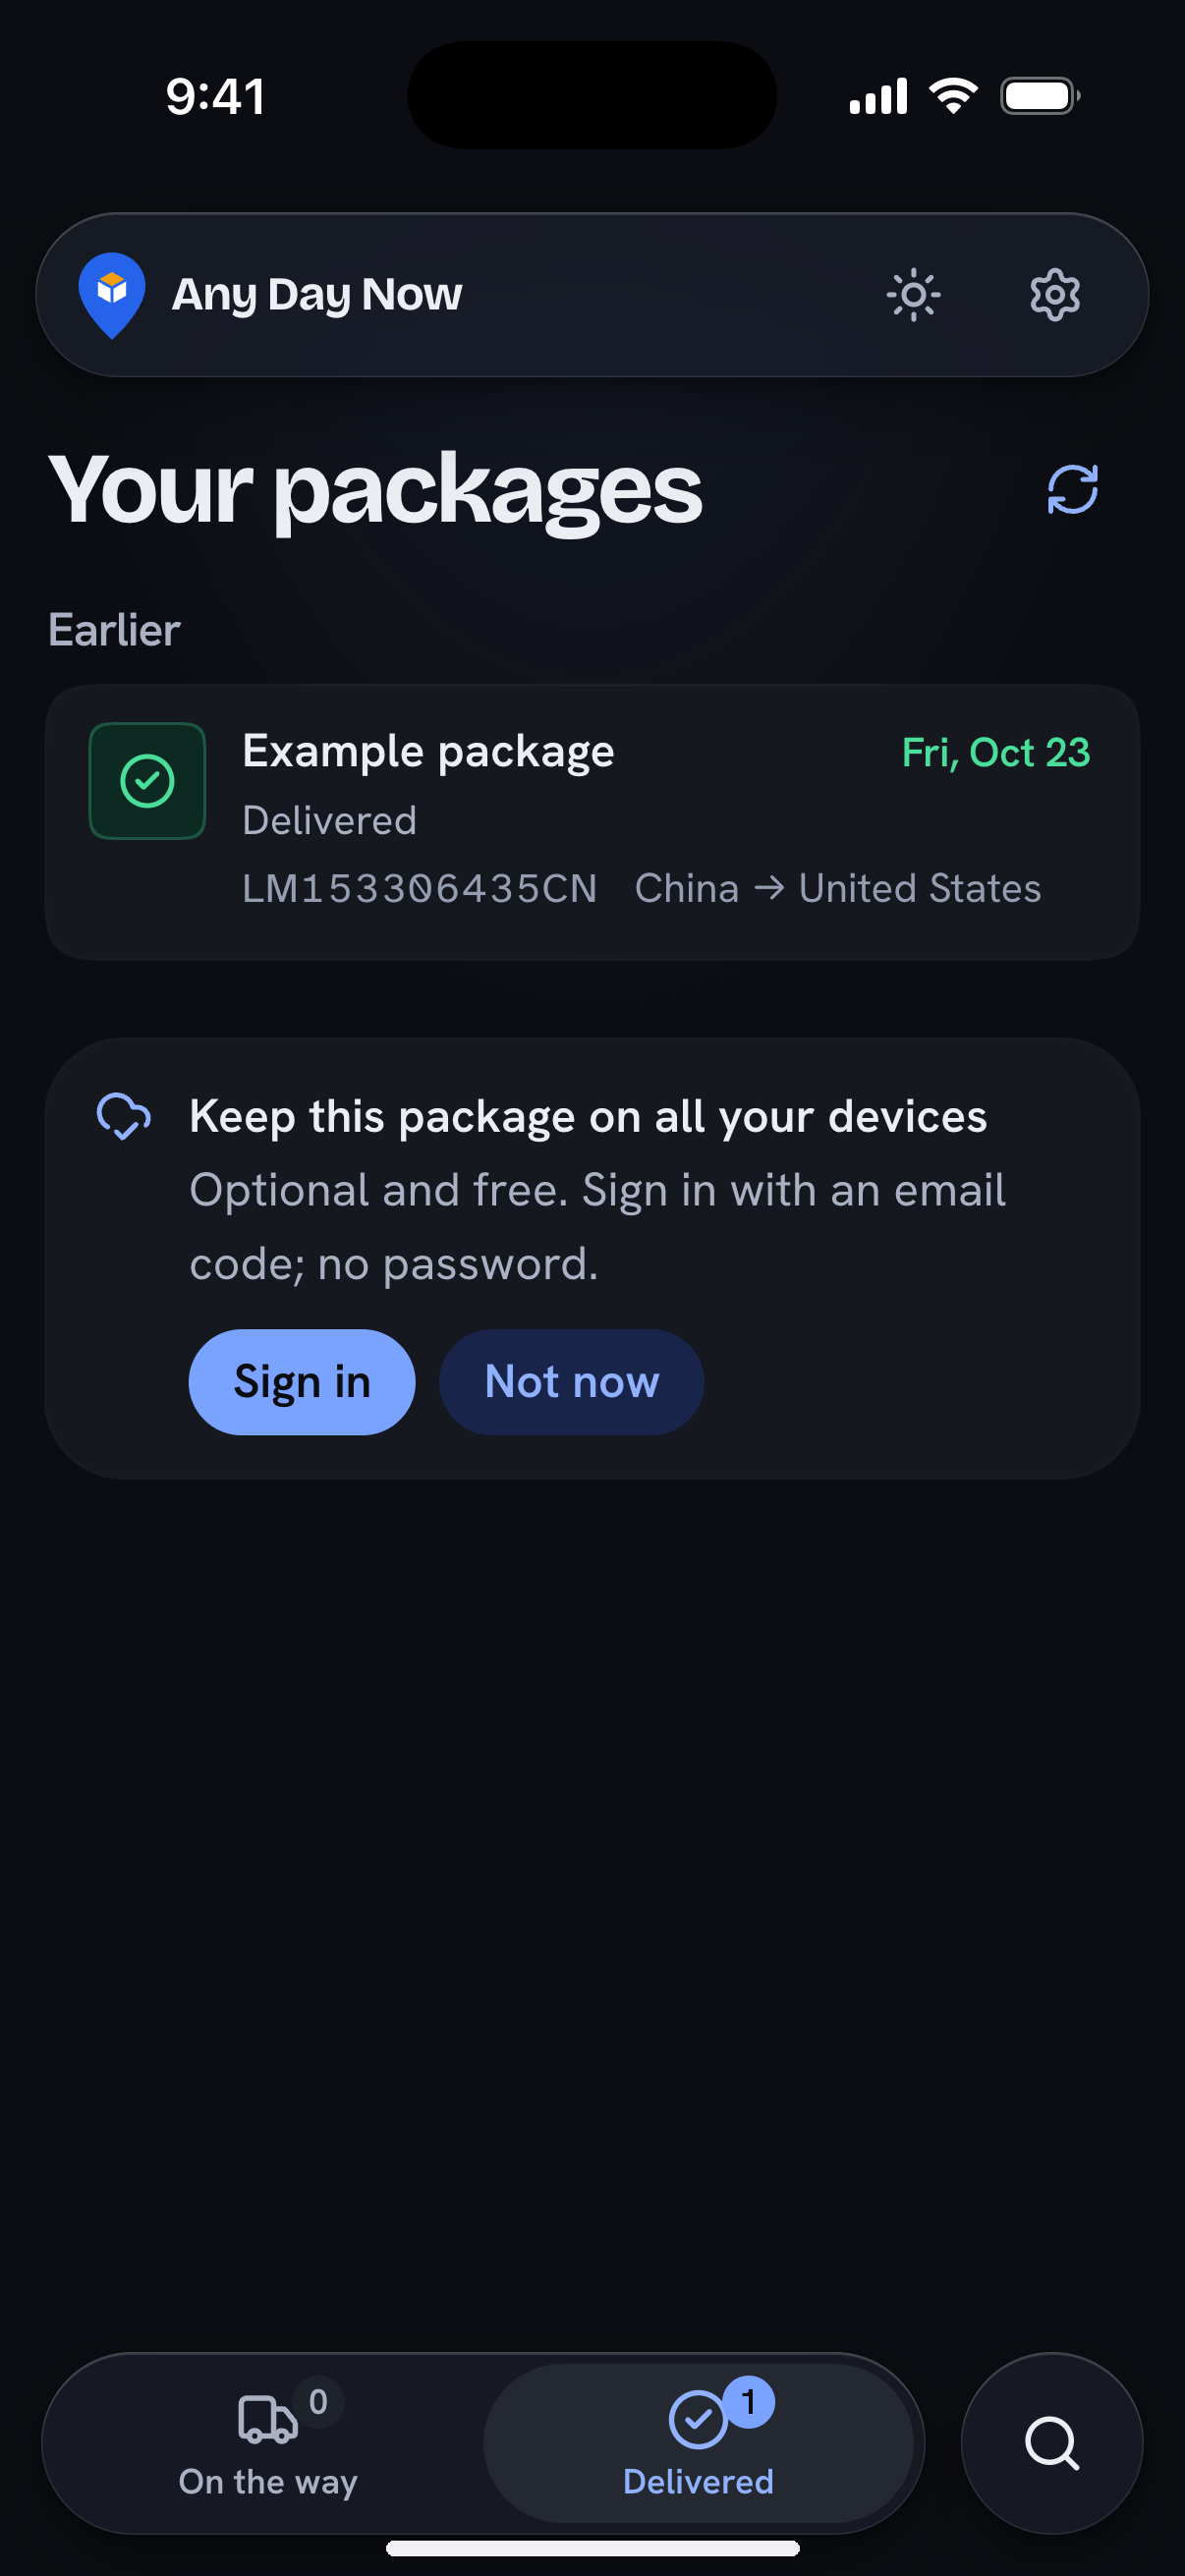 9:41
Any Day Now
Your packages
Earlier
Example package
Fri, Oct 23
Delivered
LM153306435CN China → United States
Keep this package on all your devices
Optional and free. Sign in with an email
code; no password.
Sign in
Not now
0
1
On the way
Delivered